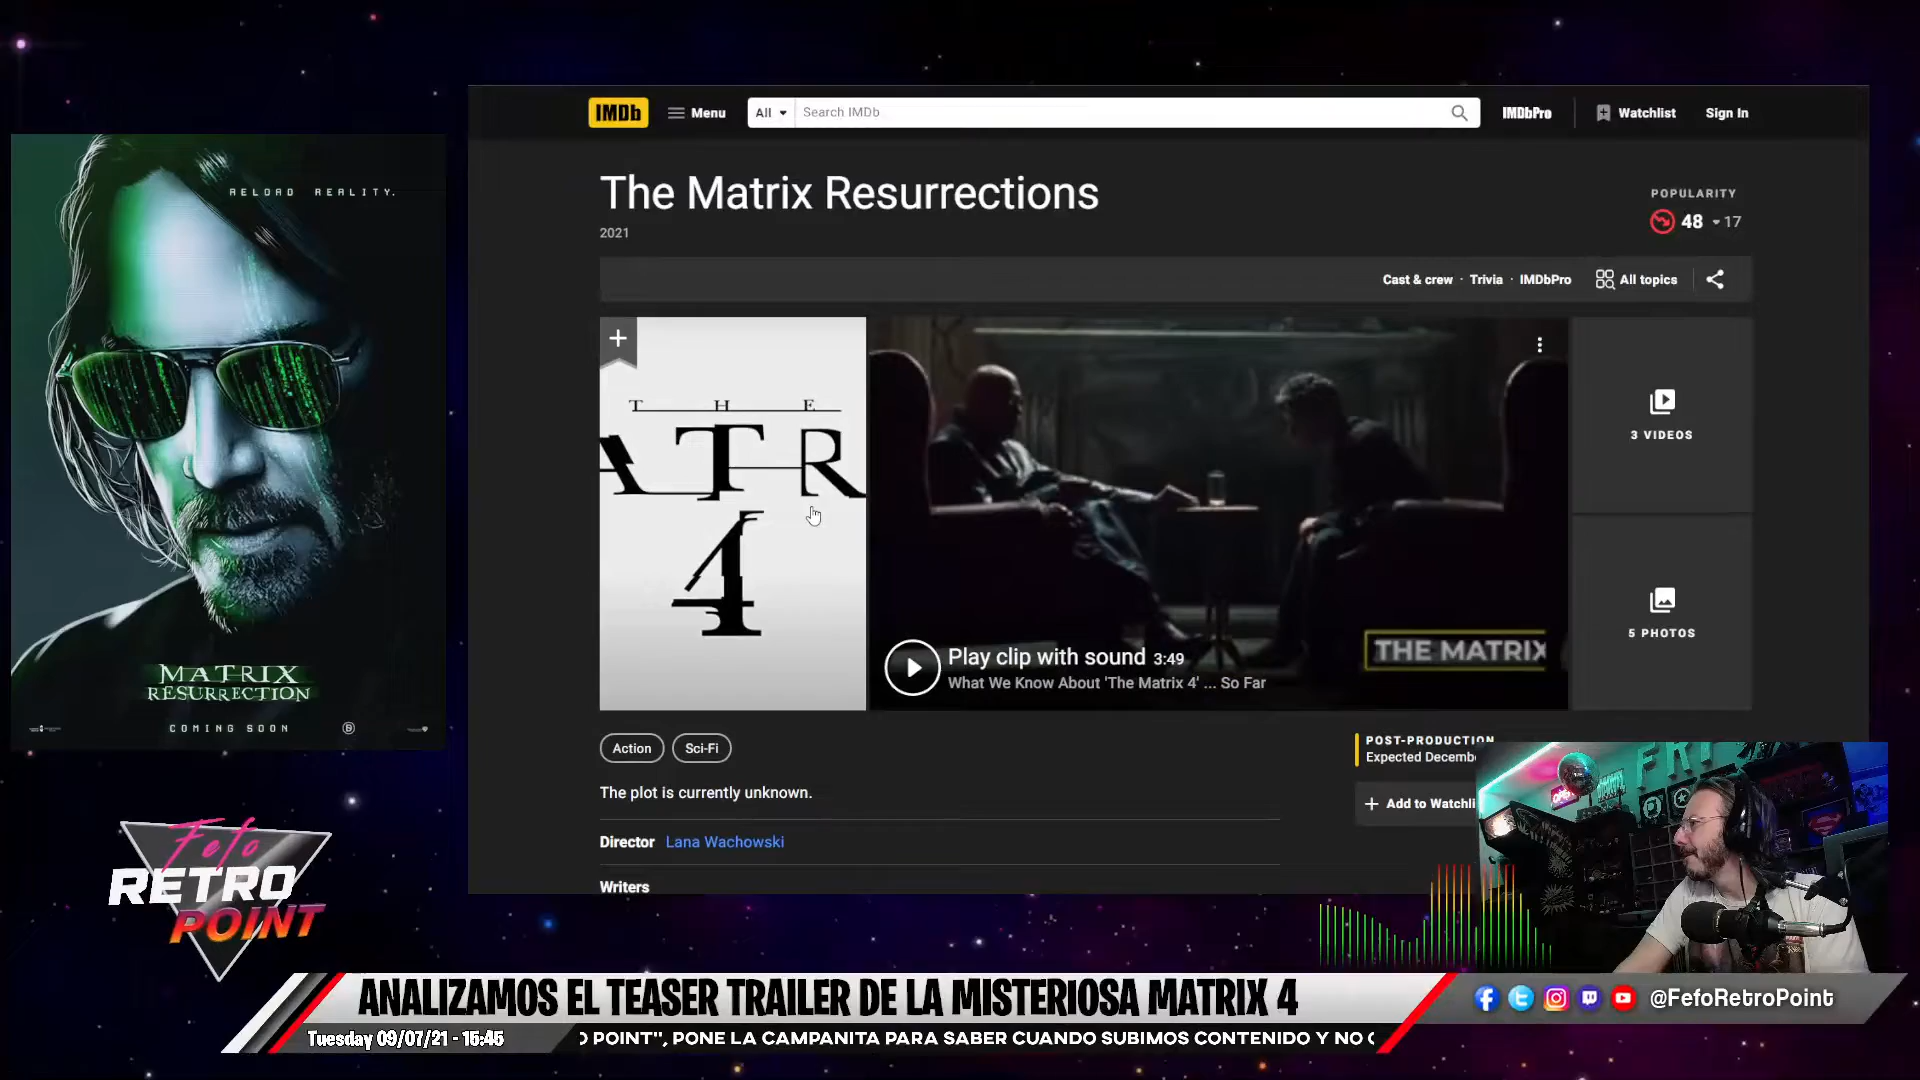 IMDb
Menu
All
Search IMDb
IMDbPro
Watchlist
Sign In
The Matrix Resurrections
2021
POPULARITY
48
17
Cast & crew · Trivia · IMDbPro
All topics
RELOAD REALITY.
THE
ATR
4
THE MATRIX
Play clip with sound 3:49
What We Know About 'The Matrix 4' ... So Far
3 VIDEOS
5 PHOTOS
MATRIX
RESURRECTION
COMING SOON
Action
Sci-Fi
The plot is currently unknown.
Director Lana Wachowski
Writers
POST-PRODUCTION
Expected Decembe
+ Add to Watchli
Fefo
RETRO
POINT
ANALIZAMOS EL TEASER TRAILER DE LA MISTERIOSA MATRIX 4
@FefoRetroPoint
Tuesday 09/07/21 - 15:45
O POINT", PONE LA CAMPANITA PARA SABER CUANDO SUBIMOS CONTENIDO Y NO